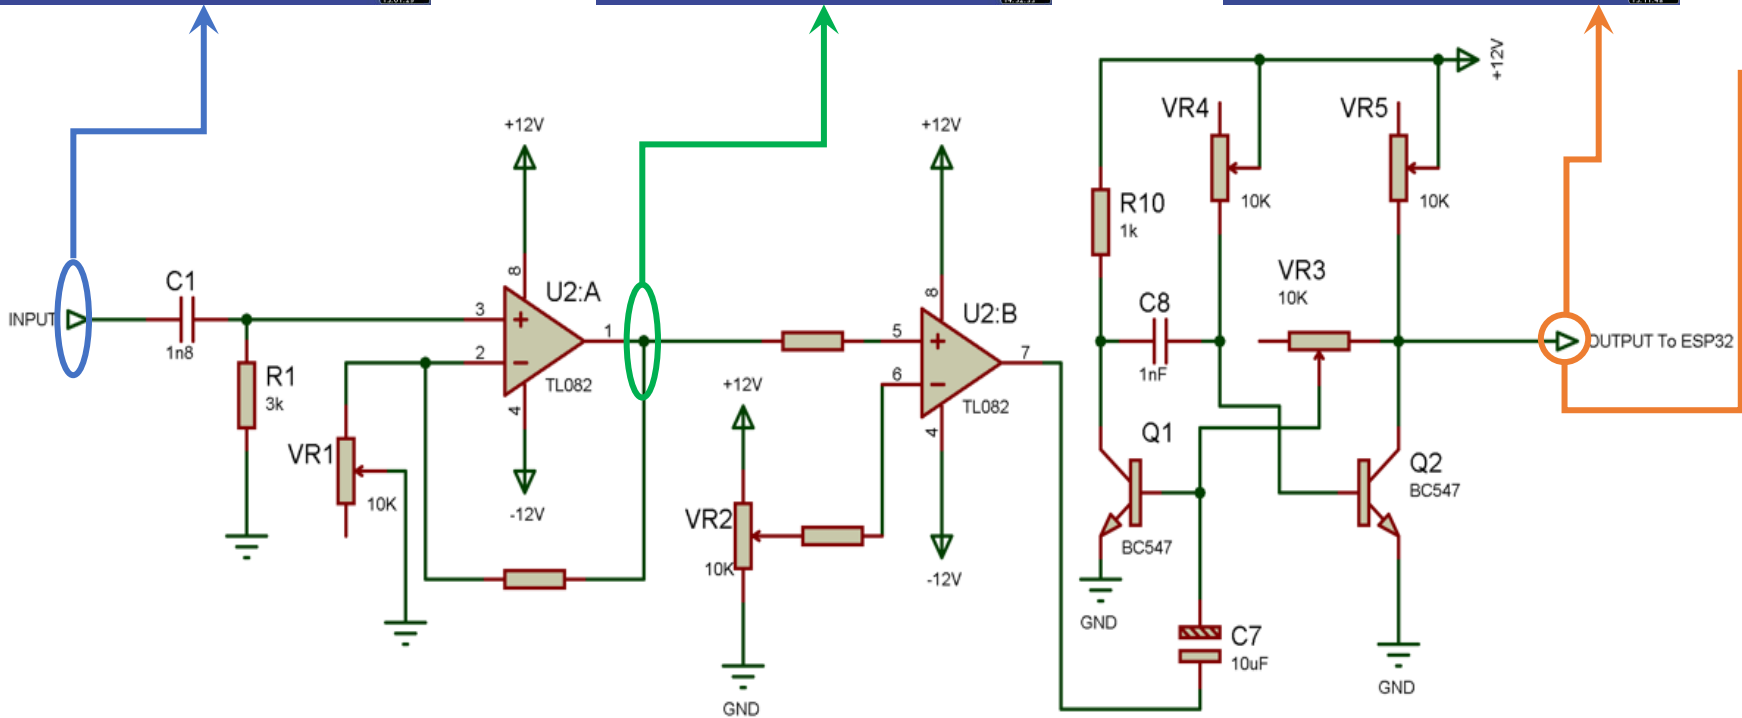 +12V
+12V
+12V
VR4
VR5
10K
10K
R10
1k
8
8
C1
U2:A
VR3
10K
INPUT
1n8
3
1
U2:B
C8
1nF
5
7
OUTPUT To ESP32
2
R1
3k
TL082
6
+12V
4
TL082
4
VR1
10K
Q1
Q2
BC547
-12V
VR2
BC547
10K
-12V
GND
C7
10uF
GND
GND